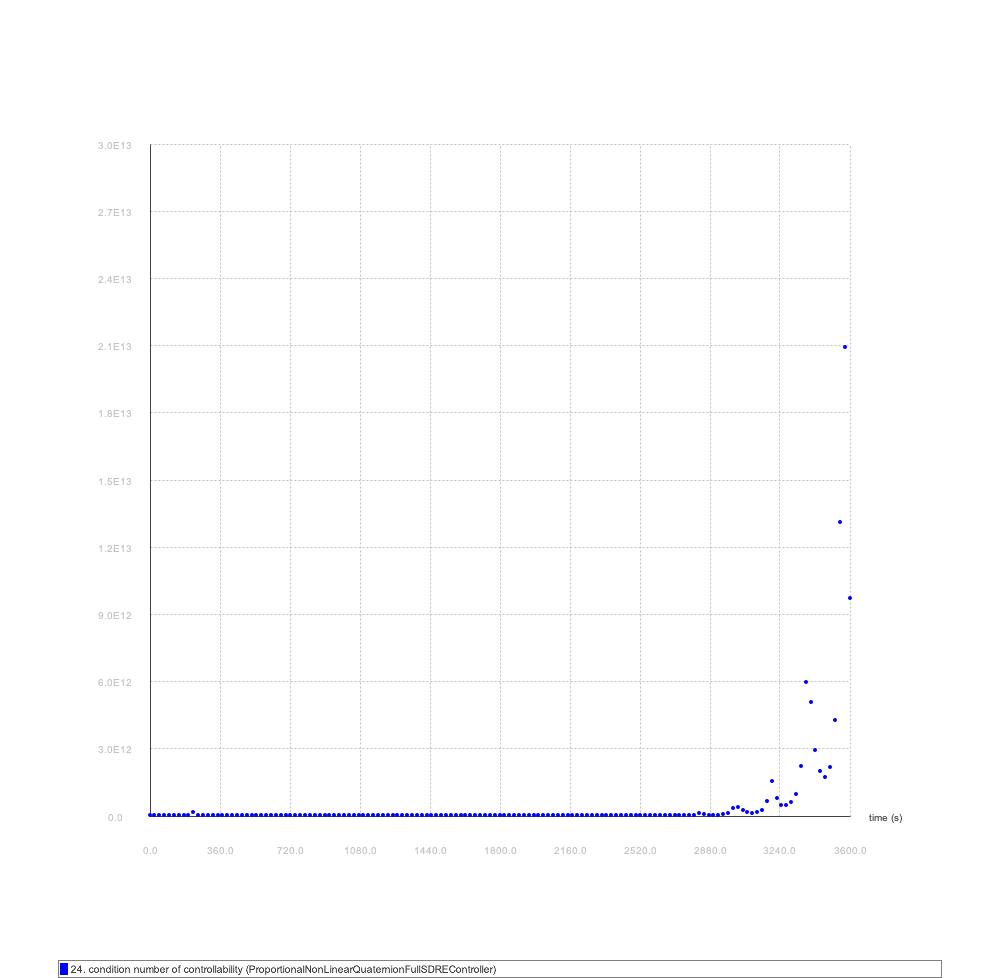 3.0E13
2.7E13
2.4E13
2.1E13
1.8E13
1.5E13
1.2E13
9.0E12
6.0E12
3.0E12
0.0
time (s)
0.0 360.0 720.0 1080.0 1440.0 1800.0 2160.0 2520.0 2880.0 3240.0 3600.0
24. condition number of controllability (ProportionalNonLinearQuaternionFullSDREController)